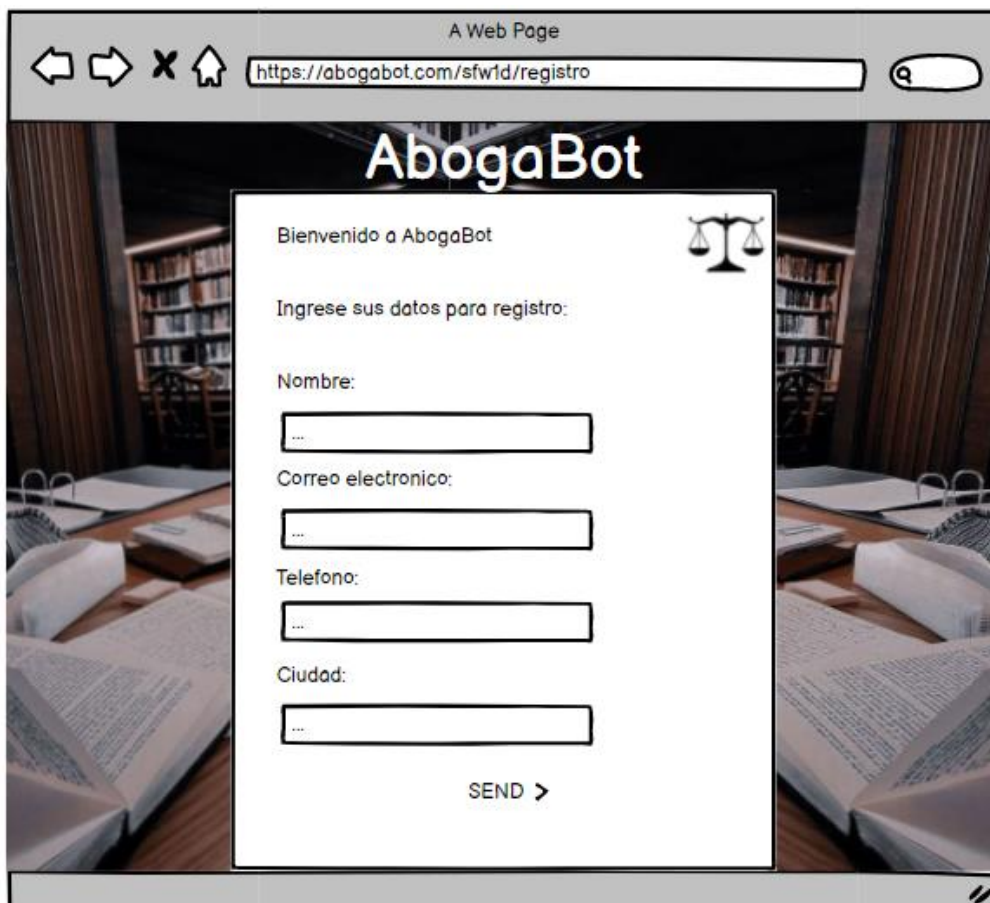 A Web Page
https://abogabot.com/sfw1d/registro
AbogaBot
Bienvenido a AbogaBot
Ingrese sus datos para registro:
Nombre:
...
Correo electronico:
...
Telefono:
...
Ciudad:
...
SEND >